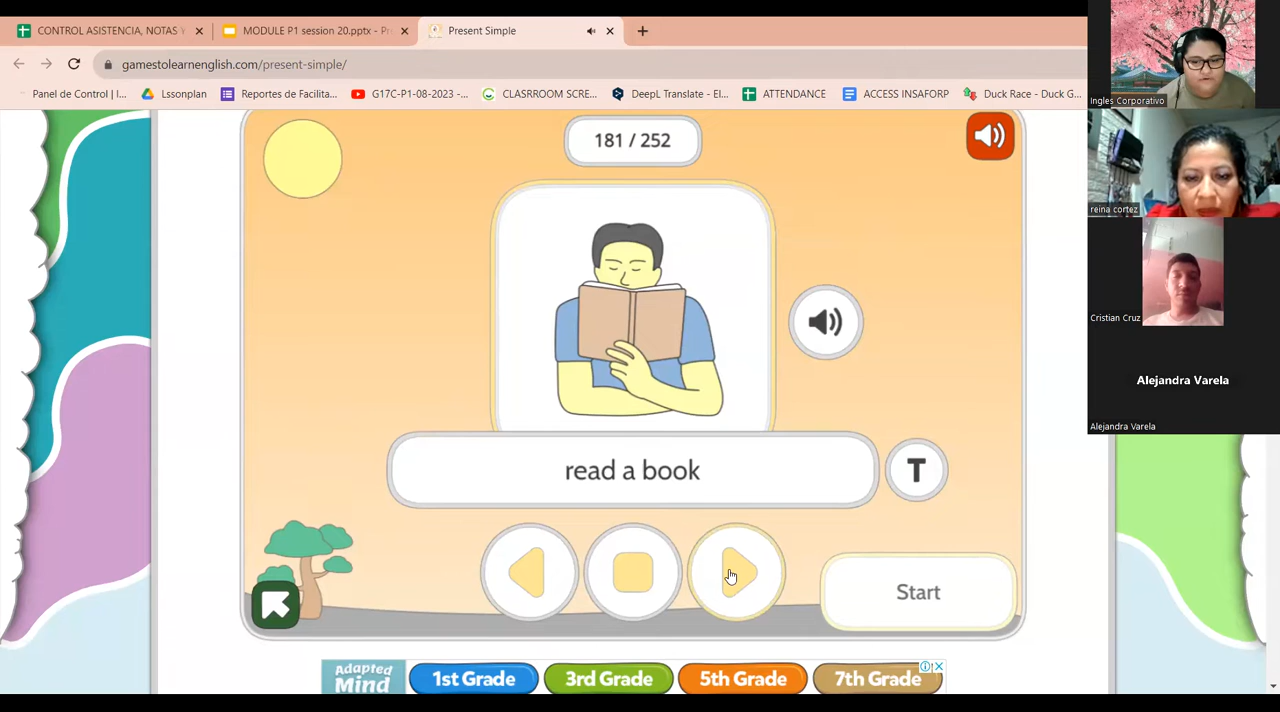 CONTROL ASISTENCIA, NOTAS Y
MODULE P1 session 20.pptx - Pr
Present Simple
gamestolearnenglish.com/present-simple/
Panel de Control | I...
Lssonplan
Reportes de Facilita...
G17C-P1-08-2023 -...
CLASSROOM SCRE...
DeepL Translate - El...
ATTENDANCE
ACCESS INSAFORP
Duck Race - Duck G...
181 / 252
read a book
T
Start
Adapted
Mind
1st Grade
3rd Grade
5th Grade
7th Grade
Ingles Corporativo
reina cortez
Cristian Cruz
Alejandra Varela
Alejandra Varela